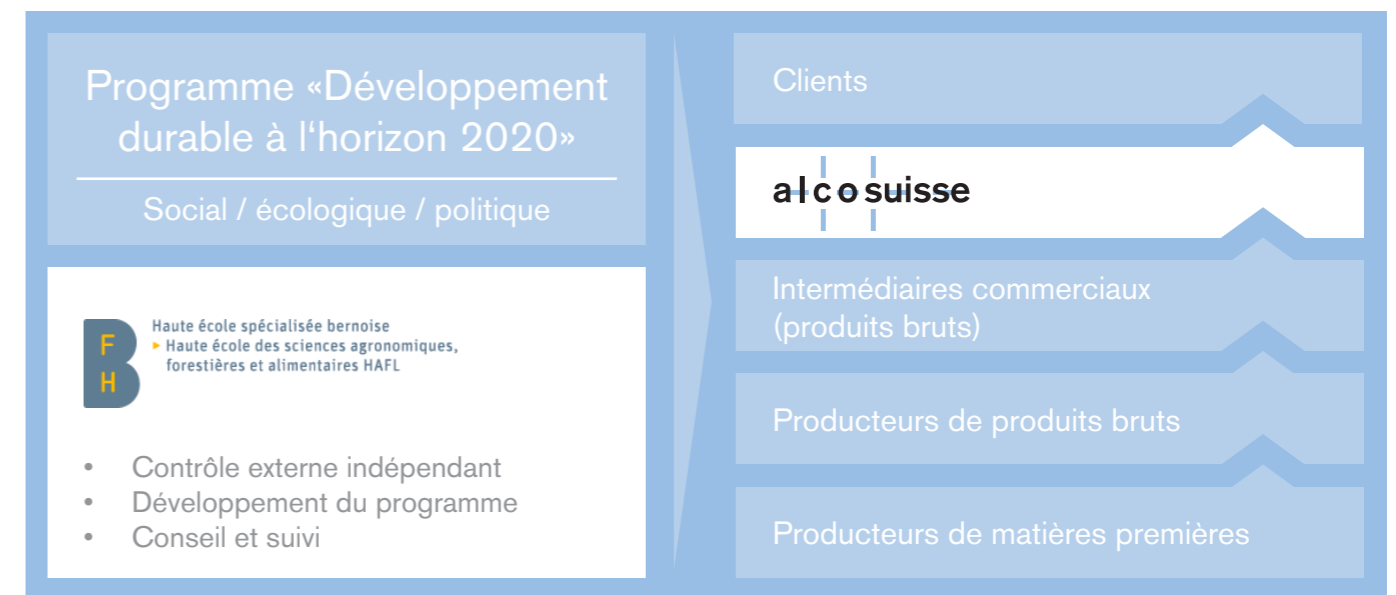 Programme «Développement
durable à l‘horizon 2020»
Social / écologique / politique
BFH
Haute école spécialisée bernoise
▸ Haute école des sciences agronomiques,
forestières et alimentaires HAFL
• Contrôle externe indépendant
• Développement du programme
• Conseil et suivi
Clients
alcosuisse
Intermédiaires commerciaux
(produits bruts)
Producteurs de produits bruts
Producteurs de matières premières